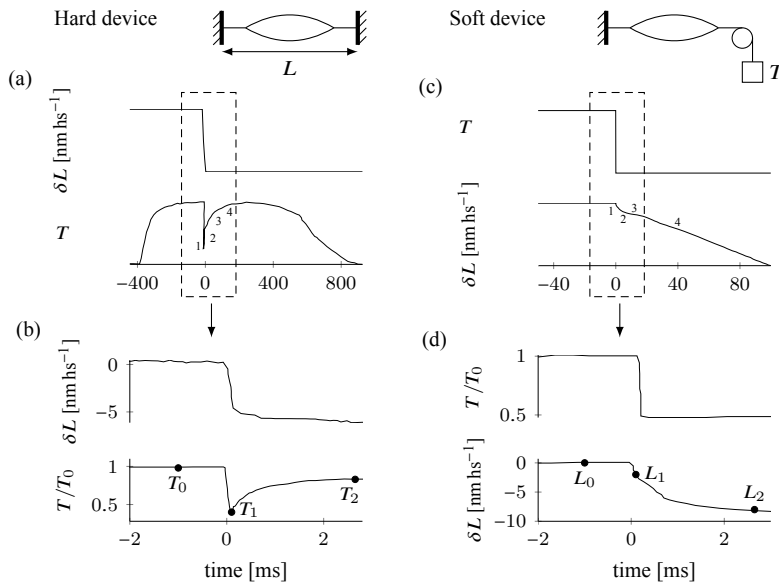 Hard device
L
Soft device
T
(a)
δL [nm hs⁻¹]
T
1
2
3
4
−400
0
400
800
(b)
δL [nm hs⁻¹]
0
−5
T/T₀
1
0.5
T₀
T₁
T₂
−2
0
2
time [ms]
(c)
T
δL [nm hs⁻¹]
1
2
3
4
−40
0
40
80
(d)
T/T₀
1
0.5
δL [nm hs⁻¹]
0
−5
−10
L₀
L₁
L₂
−2
0
2
time [ms]